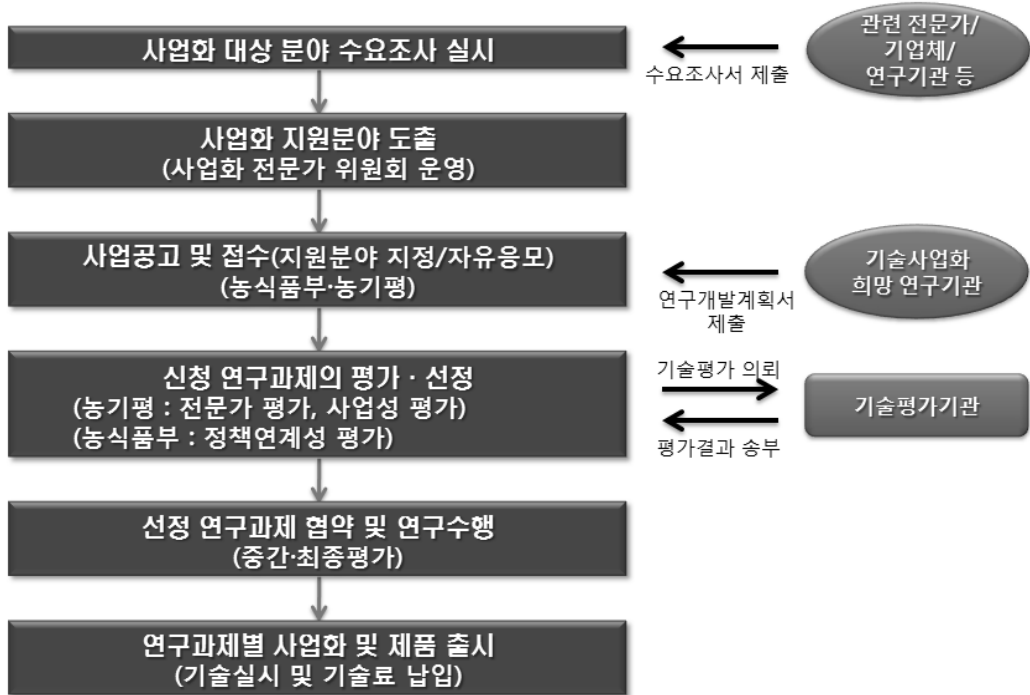 사업화 대상 분야 수요조사 실시
수요조사서 제출
관련 전문가/
기업체/
연구기관 등
사업화 지원분야 도출
(사업화 전문가 위원회 운영)
사업공고 및 접수(지원분야 지정/자유응모)
(농식품부·농기평)
연구개발계획서
제출
기술사업화
희망 연구기관
신청 연구과제의 평가 · 선정
(농기평 : 전문가 평가, 사업성 평가)
(농식품부 : 정책연계성 평가)
기술평가 의뢰
평가결과 송부
기술평가기관
선정 연구과제 협약 및 연구수행
(중간·최종평가)
연구과제별 사업화 및 제품 출시
(기술실시 및 기술료 납입)